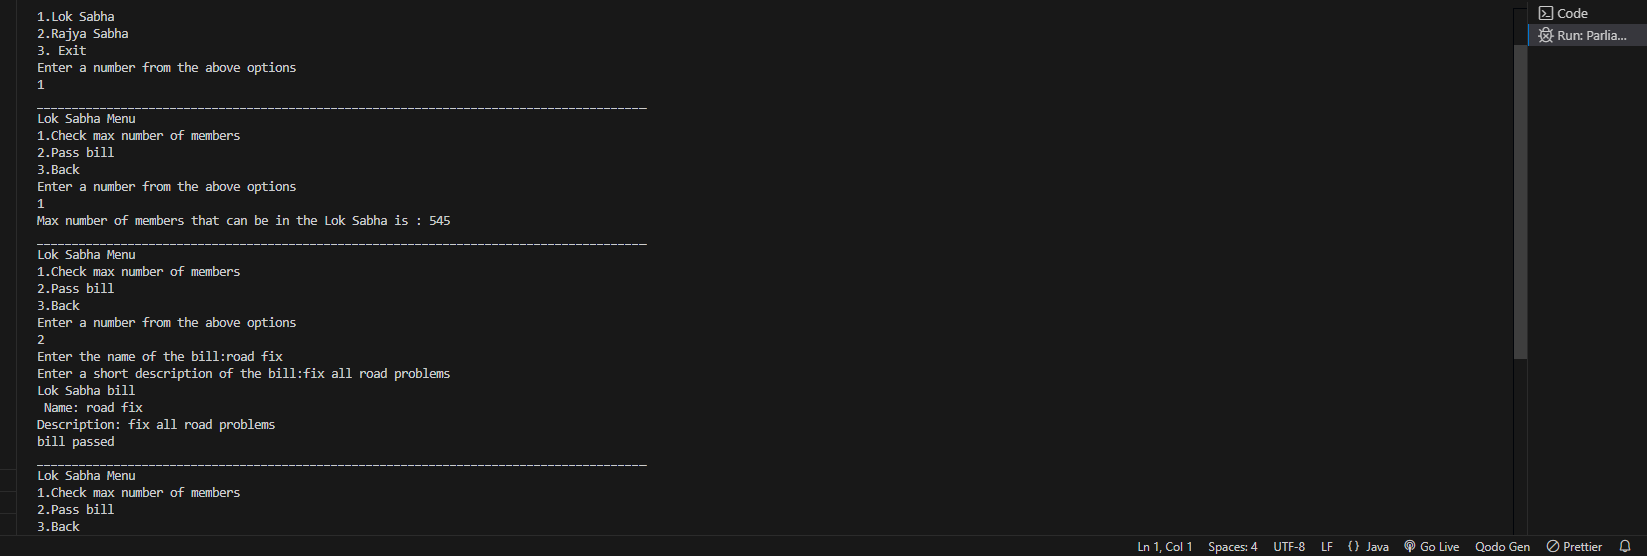 1.Lok Sabha
2.Rajya Sabha
3. Exit
Enter a number from the above options
1
_______________________________________________________________________________________
Lok Sabha Menu
1.Check max number of members
2.Pass bill
3.Back
Enter a number from the above options
1
Max number of members that can be in the Lok Sabha is : 545
_______________________________________________________________________________________
Lok Sabha Menu
1.Check max number of members
2.Pass bill
3.Back
Enter a number from the above options
2
Enter the name of the bill:road fix
Enter a short description of the bill:fix all road problems
Lok Sabha bill
 Name: road fix
Description: fix all road problems
bill passed
_______________________________________________________________________________________
Lok Sabha Menu
1.Check max number of members
2.Pass bill
3.Back
Code
Run: Parlia...
Ln 1, Col 1 Spaces: 4 UTF-8 LF {} Java Go Live Qodo Gen Prettier